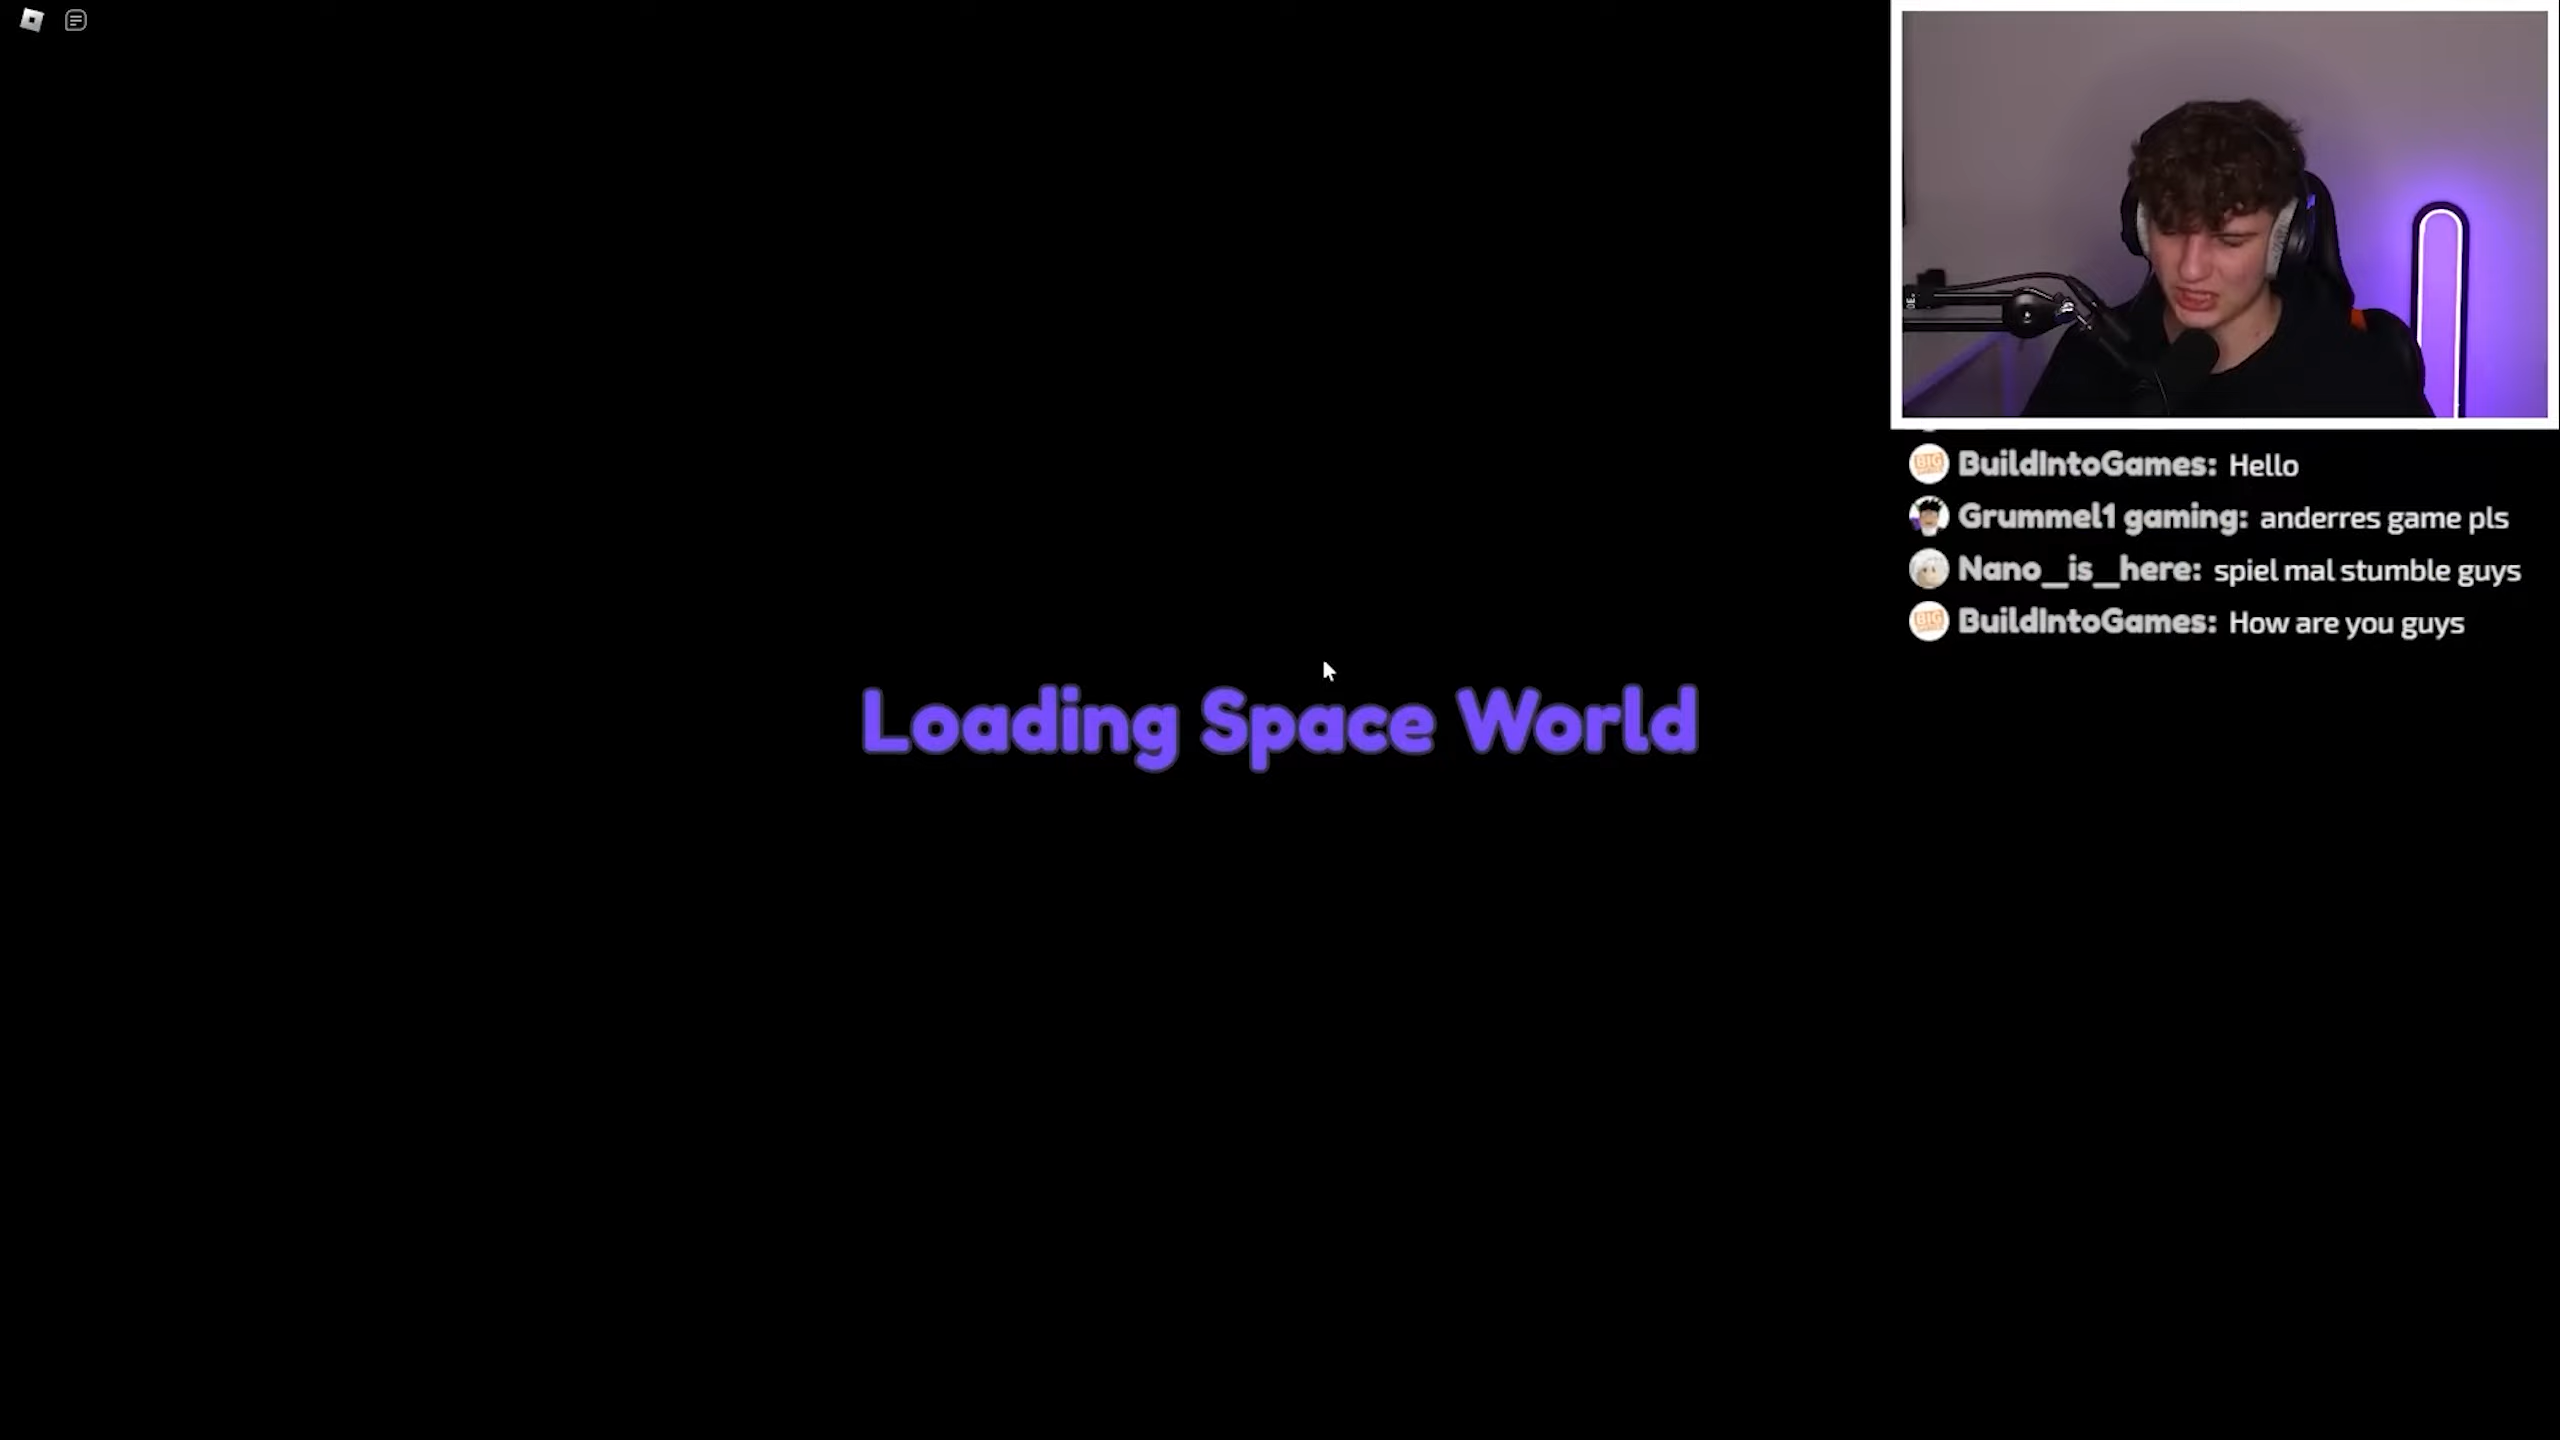 BuildIntoGames: Hello
Grummel1 gaming: anderres game pls
Nano_is_here: spiel mal stumble guys
BuildIntoGames: How are you guys
Loading Space World